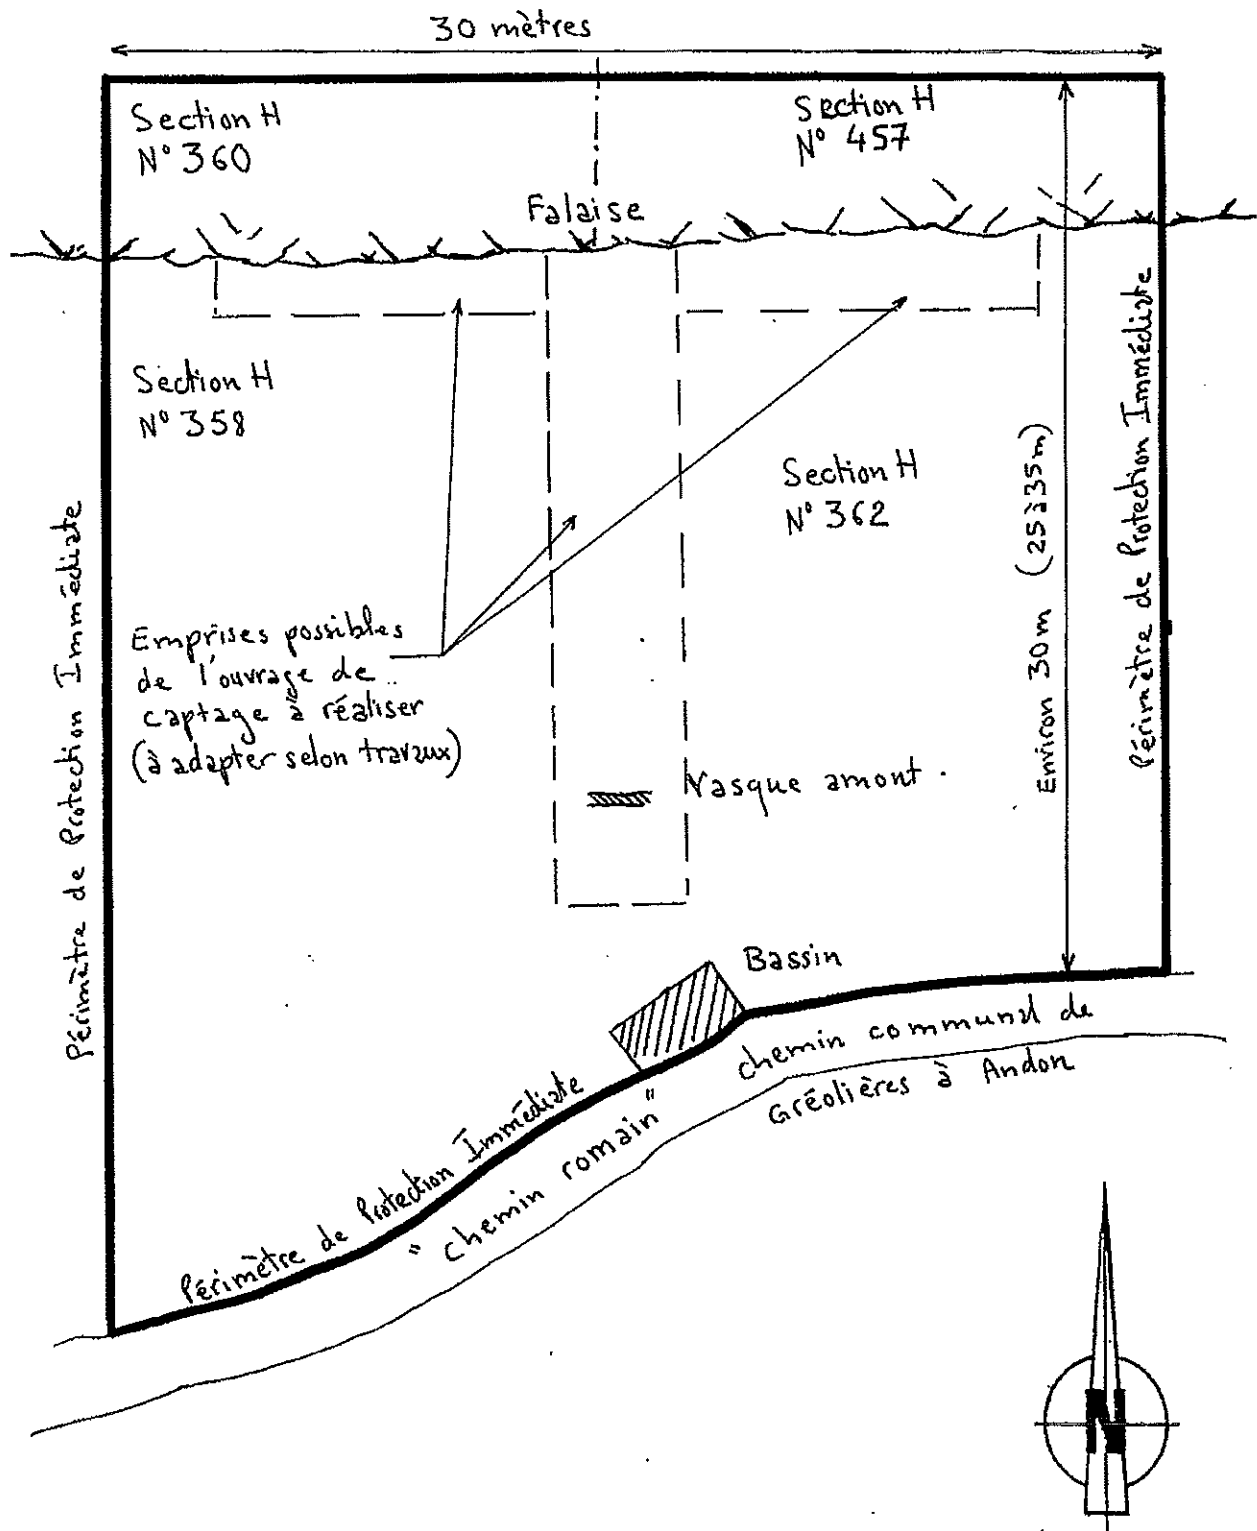 30 mètres
Section H
N° 360
Section H
N° 457
Falaise
Section H
N° 358
Section H
N° 362
Emprises possibles
de l'ouvrage de
captage à réaliser
(à adapter selon travaux)
Vasque amont.
Environ 30m (25 à 35m)
Périmètre de Protection Immédiate
Périmètre de Protection Immédiate
Bassin
Périmètre de Protection Immédiate
"chemin romain"
chemin communal de
Gréolières à Andon
N